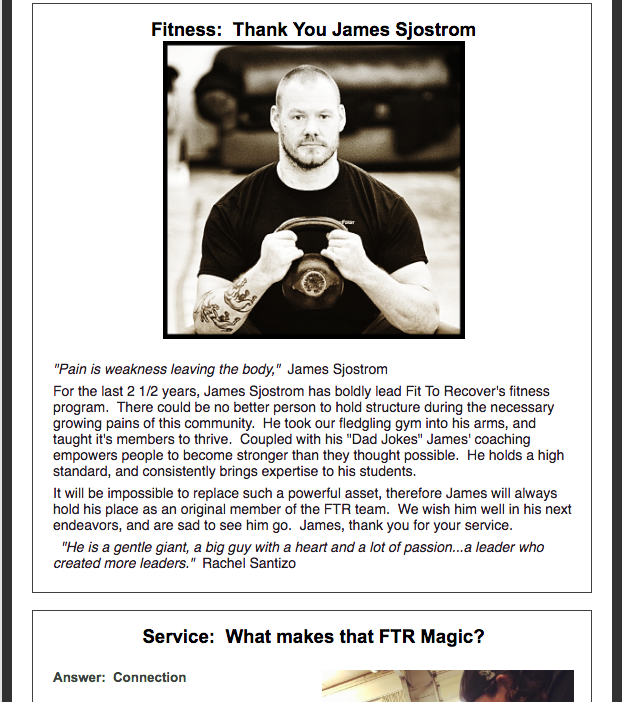 Fitness:  Thank You James Sjostrom
"Pain is weakness leaving the body,"  James Sjostrom
For the last 2 1/2 years, James Sjostrom has boldly lead Fit To Recover's fitness
program.  There could be no better person to hold structure during the necessary
growing pains of this community.  He took our fledgling gym into his arms, and
taught it's members to thrive.  Coupled with his "Dad Jokes" James' coaching
empowers people to become stronger than they thought possible.  He holds a high
standard, and consistently brings expertise to his students.
It will be impossible to replace such a powerful asset, therefore James will always
hold his place as an original member of the FTR team.  We wish him well in his next
endeavors, and are sad to see him go.  James, thank you for your service.
"He is a gentle giant, a big guy with a heart and a lot of passion...a leader who
created more leaders."  Rachel Santizo
Service:  What makes that FTR Magic?
Answer:  Connection